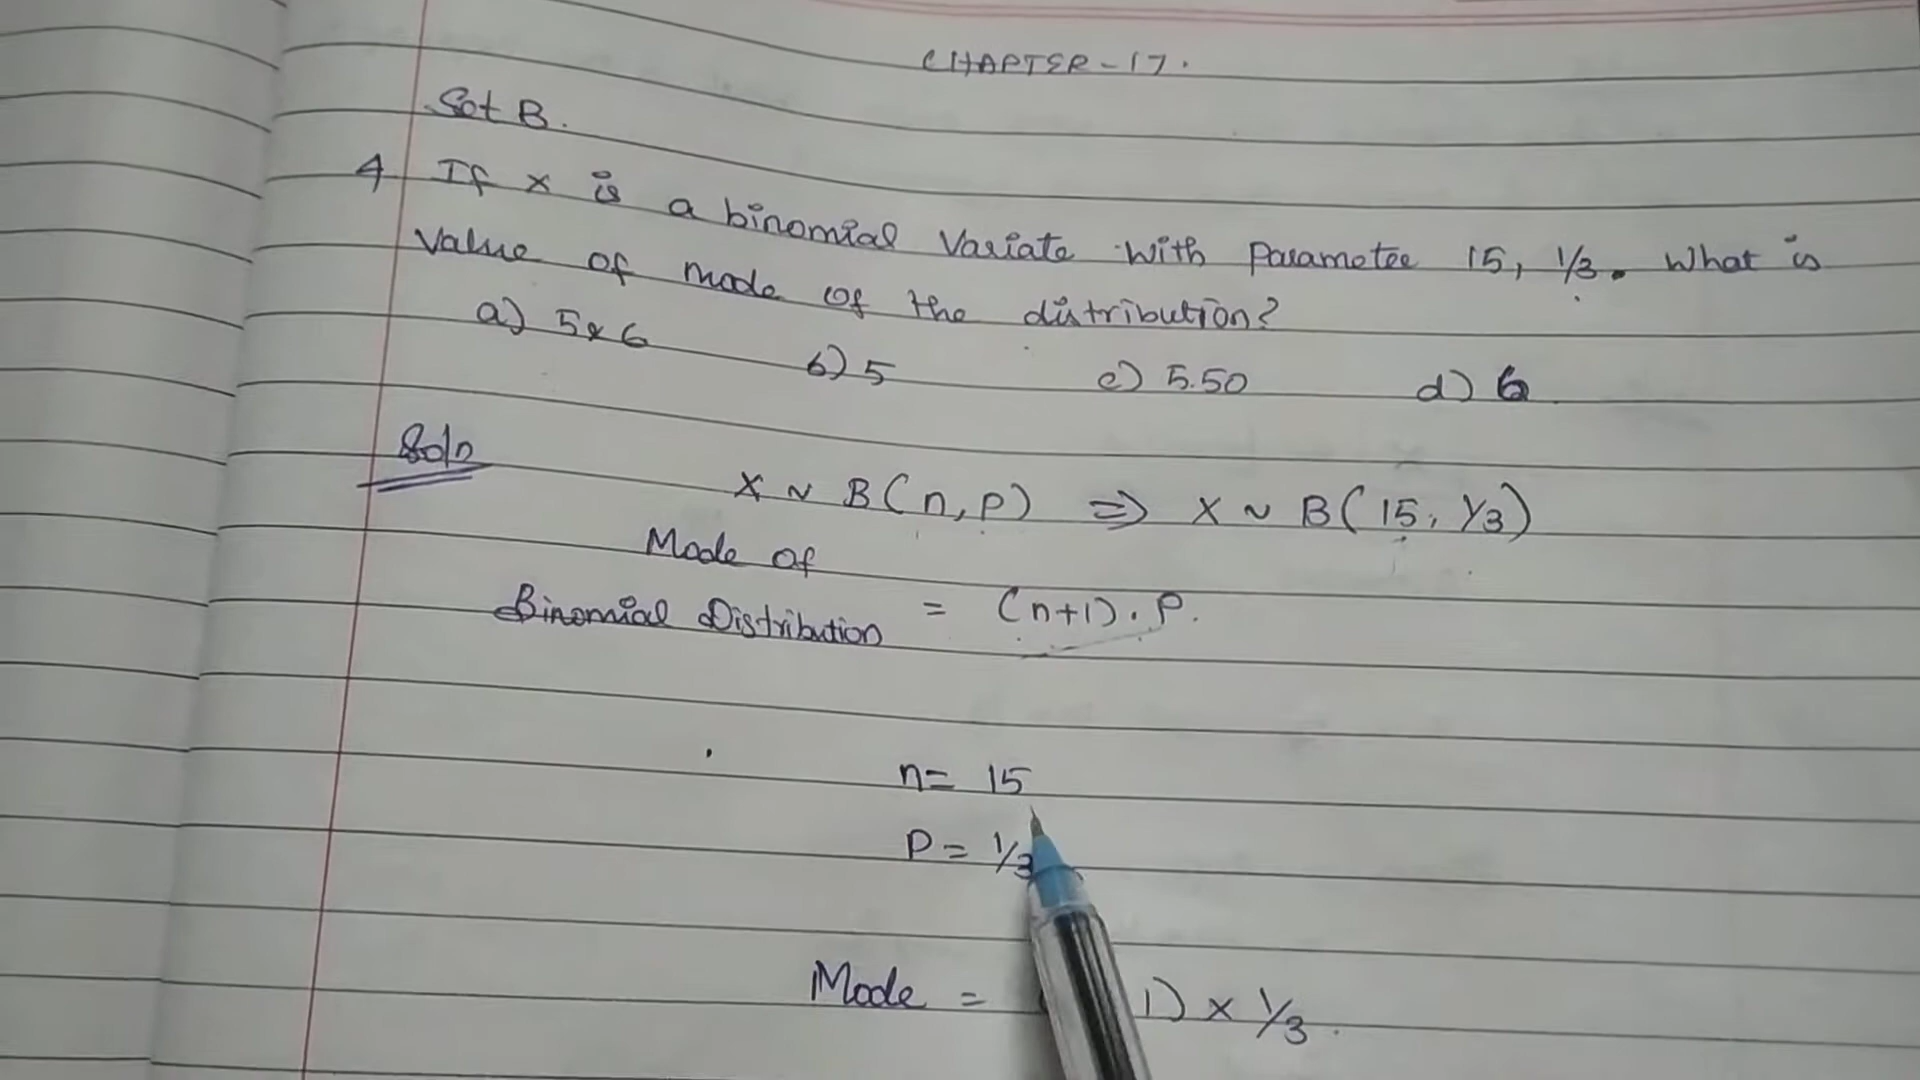 CHAPTER-17.
Set B.
4 If x is a binomial Variate with Parameter 15, 1/3. What is
Value of mode of the distribution?
a) 5 & 6 b) 5 c) 5.50 d) 6
Soln
X ~ B(n, p) ⇒ X ~ B(15, 1/3)
Mode of
Binomial Distribution = (n+1). P.
n= 15
P = 1/3
Mode = 1) × 1/3.